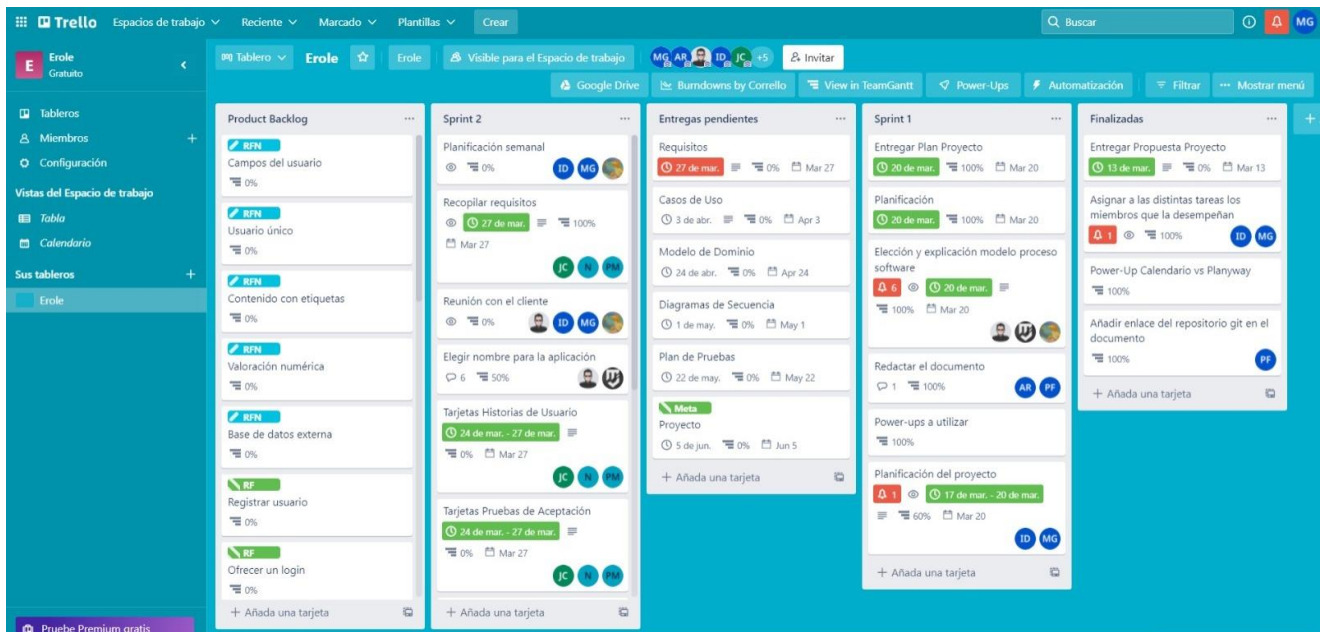 Trello Espacios de trabajo Reciente Marcado Plantillas Crear Buscar MG
E Erole
Gratuito
Tableros
Miembros +
Configuración
Vistas del Espacio de trabajo
Tabla
Calendario
Sus tableros +
Erole
Pruebe Premium gratis
Tablero Erole Erole Visible para el Espacio de trabajo MG AR ID JC +5 Invitar
Google Drive Burndowns by Corrello View in TeamGantt Power-Ups Automatización Filtrar ... Mostrar menú
Product Backlog ...
RFN
Campos del usuario
0%
RFN
Usuario único
0%
RFN
Contenido con etiquetas
0%
RFN
Valoración numérica
0%
RFN
Base de datos externa
0%
RF
Registrar usuario
0%
RF
Ofrecer un login
0%
+ Añada una tarjeta
Sprint 2 ...
Planificación semanal
0% ID MG
Recopilar requisitos
27 de mar. 100%
Mar 27
JC N PM
Reunión con el cliente
0% ID MG
Elegir nombre para la aplicación
6 50%
Tarjetas Historias de Usuario
24 de mar. - 27 de mar.
0% Mar 27
JC N PM
Tarjetas Pruebas de Aceptación
24 de mar. - 27 de mar.
0% Mar 27
JC N PM
+ Añada una tarjeta
Entregas pendientes ...
Requisitos
27 de mar. 0% Mar 27
Casos de Uso
3 de abr. 0% Apr 3
Modelo de Dominio
24 de abr. 0% Apr 24
Diagramas de Secuencia
1 de may. 0% May 1
Plan de Pruebas
22 de may. 0% May 22
Meta
Proyecto
5 de jun. 0% Jun 5
+ Añada una tarjeta
Sprint 1 ...
Entregar Plan Proyecto
20 de mar. 100% Mar 20
Planificación
20 de mar. 100% Mar 20
Elección y explicación modelo proceso
software
6 20 de mar.
100% Mar 20
Redactar el documento
1 100% AR PF
Power-ups a utilizar
100%
Planificación del proyecto
1 17 de mar. - 20 de mar.
60% Mar 20
ID MG
+ Añada una tarjeta
Finalizadas ...
Entregar Propuesta Proyecto
13 de mar. 0% Mar 13
Asignar a las distintas tareas los
miembros que la desempeñan
1 100% ID MG
Power-Up Calendario vs Planyway
100%
Añadir enlace del repositorio git en el
documento
100% PF
+ Añada una tarjeta
+